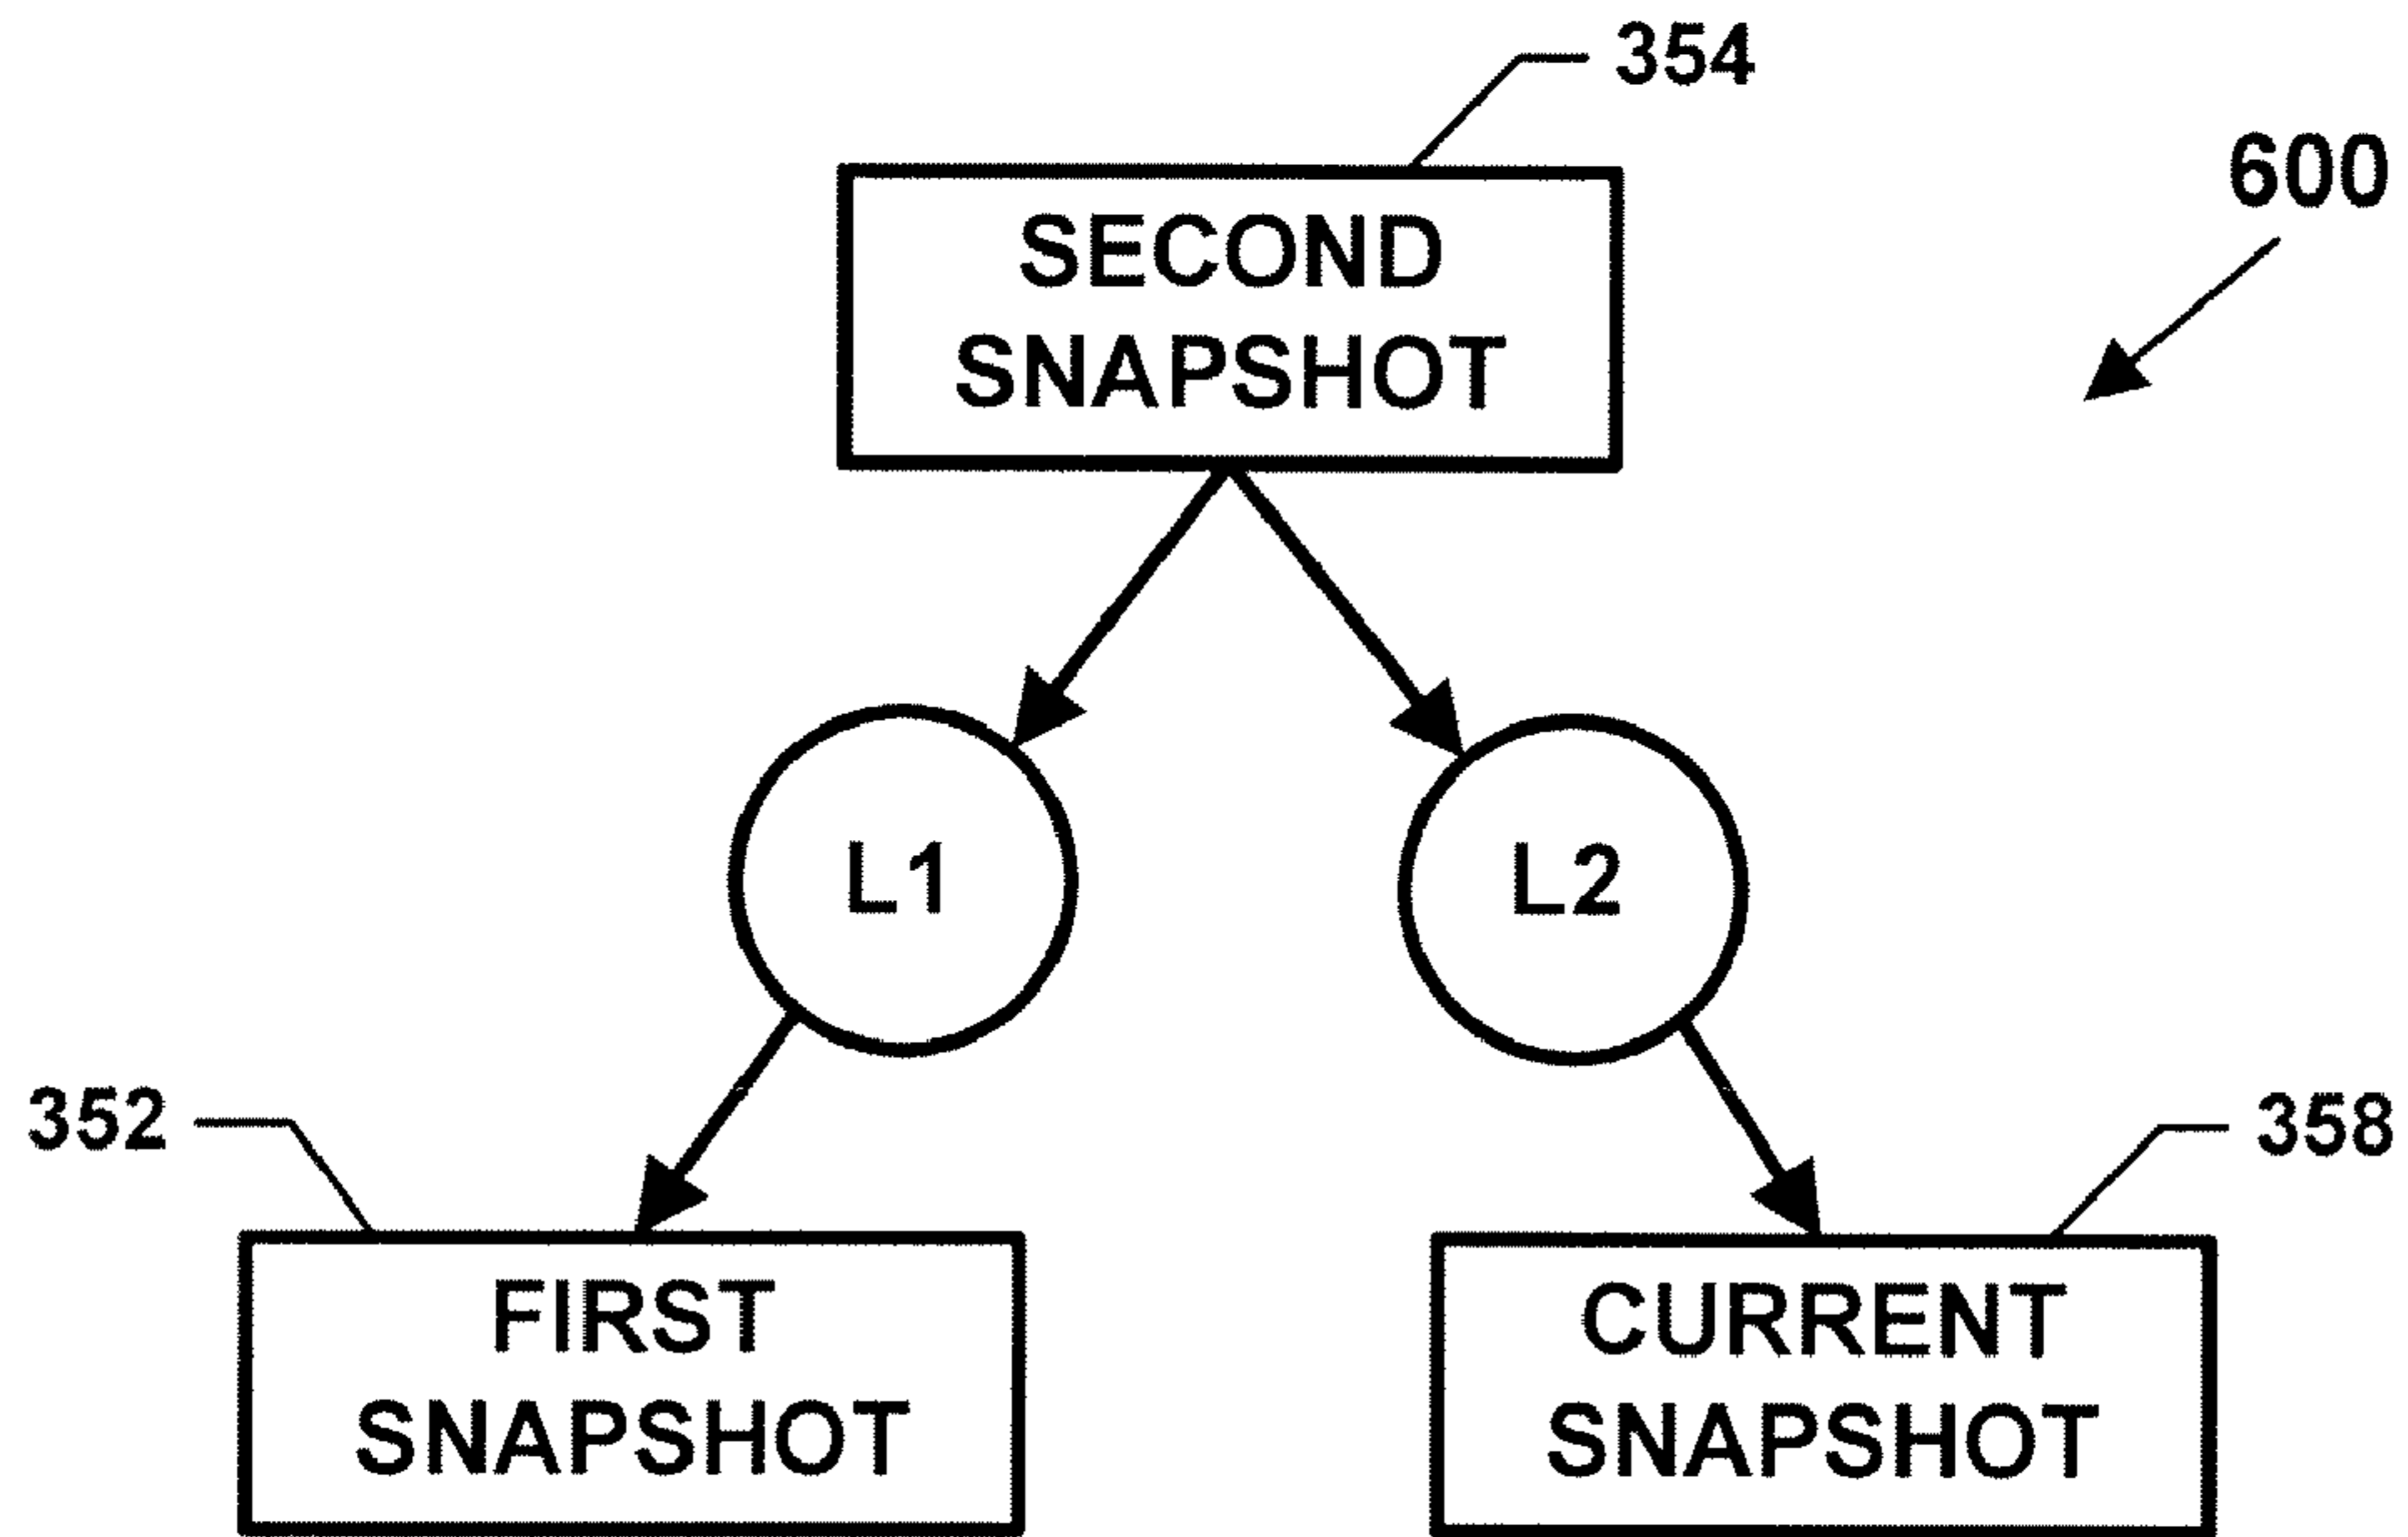 354
600
SECOND
SNAPSHOT
L1
L2
352
358
FIRST
SNAPSHOT
CURRENT
SNAPSHOT